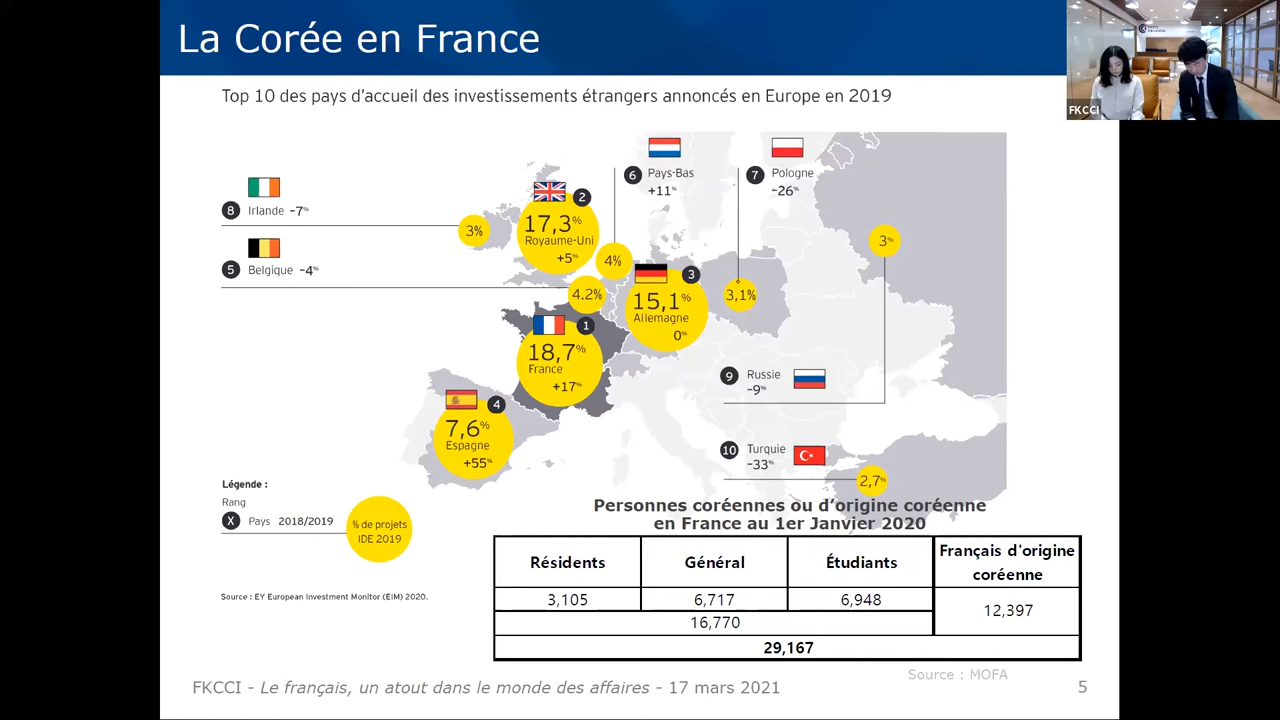 La Corée en France
FKCCI
Top 10 des pays d'accueil des investissements étrangers annoncés en Europe en 2019
6 Pays-Bas
+11%
7 Pologne
-26%
8 Irlande -7%
3%
2
17,3%
Royaume-Uni
+5%
3%
5 Belgique -4%
4%
4.2%
3
15,1%
Allemagne
0%
3,1%
1
18,7%
France
+17%
9 Russie
-9%
4
7,6%
Espagne
+55%
10 Turquie
-33%
2,7%
Légende :
Rang
X Pays 2018/2019
% de projets
IDE 2019
Source : EY European Investment Monitor (EIM) 2020.
Personnes coréennes ou d'origine coréenne
en France au 1er Janvier 2020
Résidents Général Étudiants Français d'origine
coréenne
3,105 6,717 6,948 12,397
16,770
29,167
Source : MOFA
FKCCI - Le français, un atout dans le monde des affaires - 17 mars 2021 5